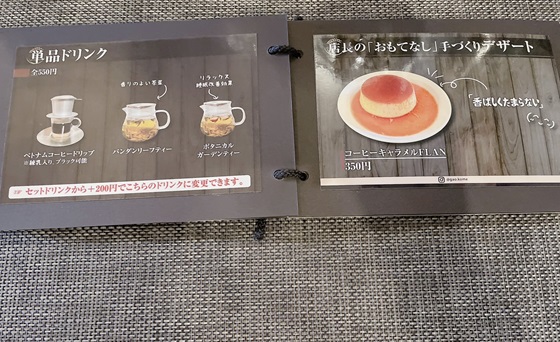 単品ドリンク
全550円
香りのよい茶葉
リラックス
睡眠改善効果
ベトナムコーヒードリップ
※練乳入り、ブラック可能
パンダンリーフティー
ボタニカル
ガーデンティー
セットドリンクから+200円でこちらのドリンクに変更できます。
店長の「おもてなし」手づくりデザート
「香ばしくたまらない」
コーヒーキャラメルFLAN
350円